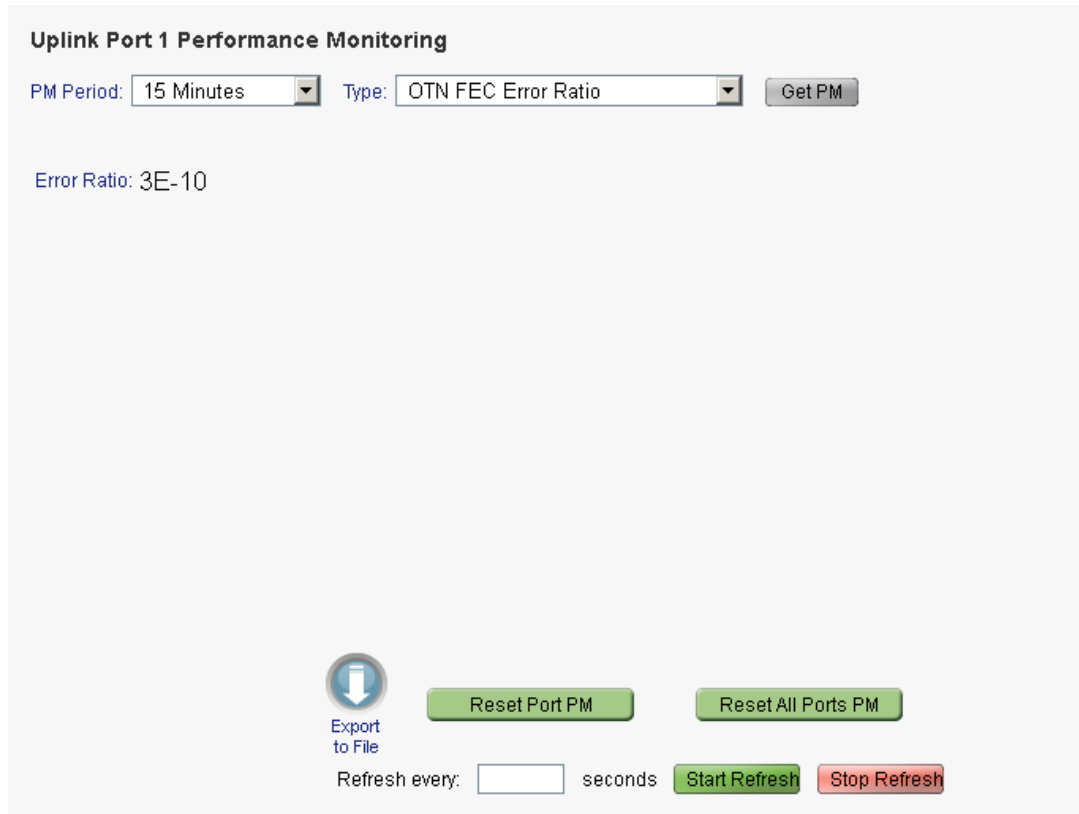 Uplink Port 1 Performance Monitoring
PM Period: 15 Minutes Type: OTN FEC Error Ratio Get PM
Error Ratio: 3E-10
Reset Port PM Reset All Ports PM
Export
to File
Refresh every: seconds Start Refresh Stop Refresh